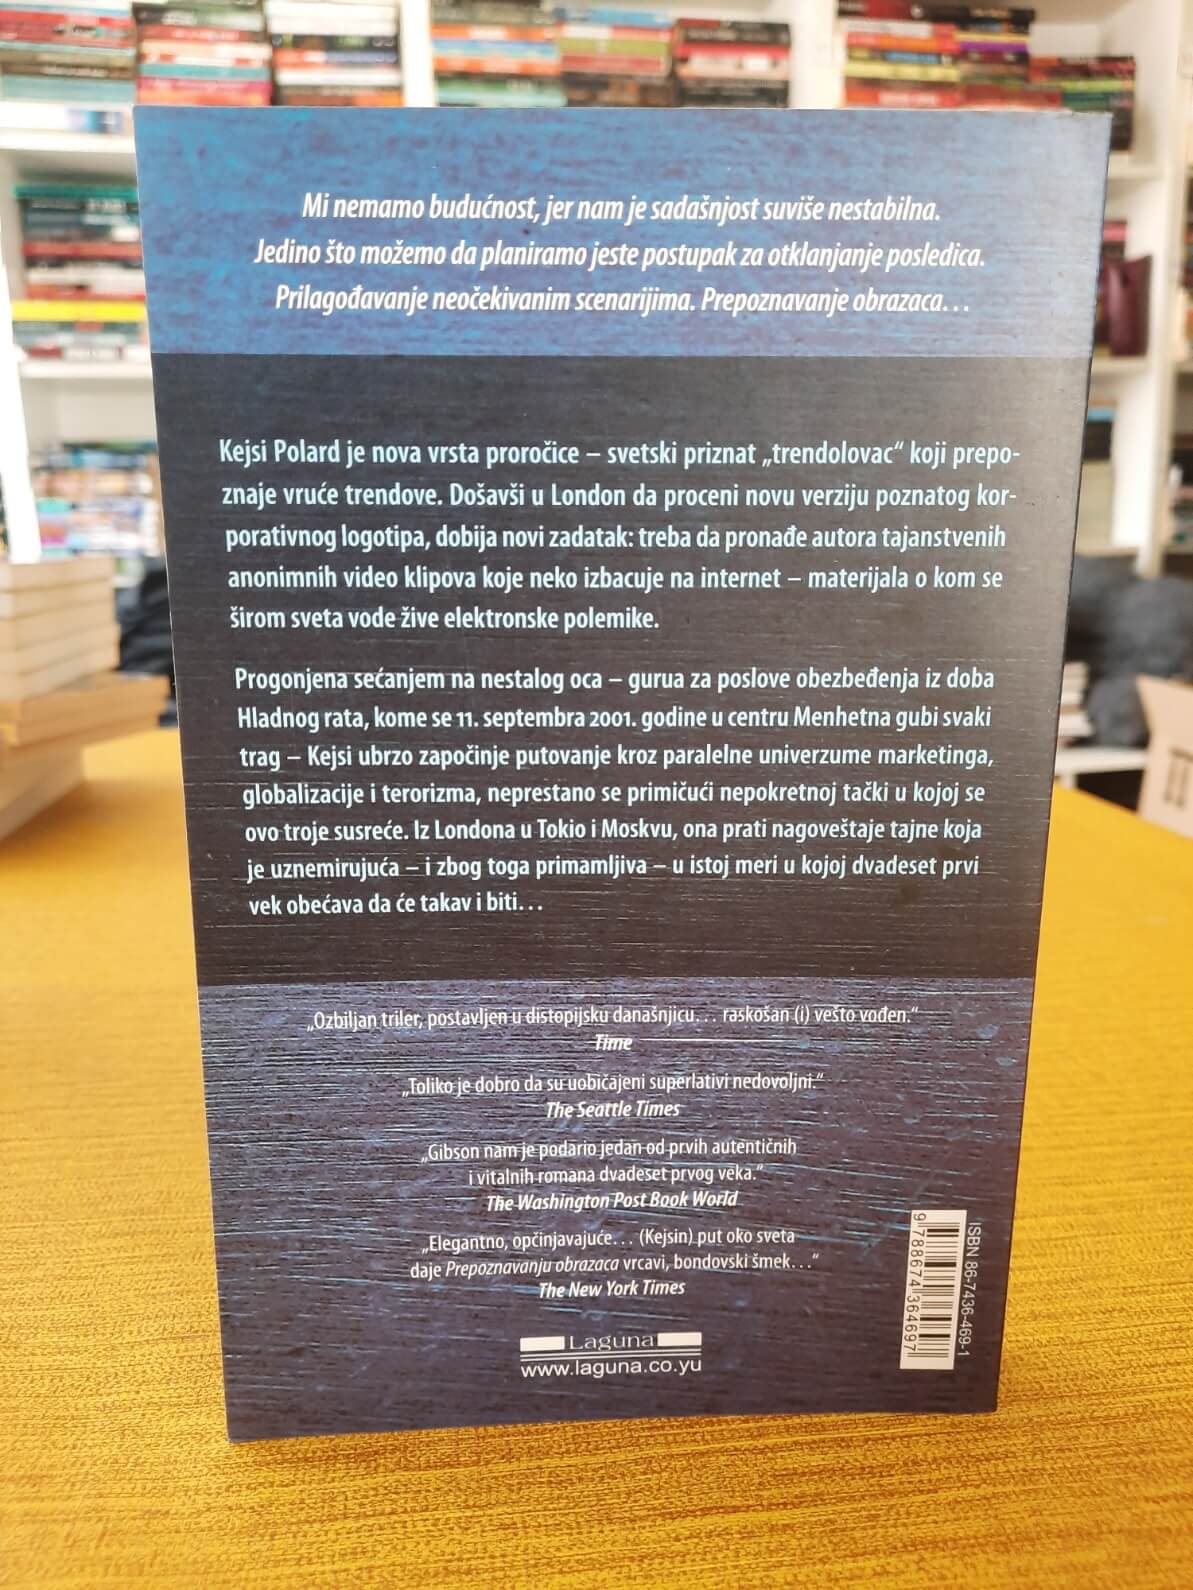 Mi nemamo budućnost, jer nam je sadašnjost suviše nestabilna.
Jedino što možemo da planiramo jeste postupak za otklanjanje posledica.
Prilagođavanje neočekivanim scenarijima. Prepoznavanje obrazaca...
Kejsi Polard je nova vrsta proročice – svetski priznat „trendolovac“ koji prepo-
znaje vruće trendove. Došavši u London da proceni novu verziju poznatog kor-
porativnog logotipa, dobija novi zadatak: treba da pronađe autora tajanstvenih
anonimnih video klipova koje neko izbacuje na internet – materijala o kom se
širom sveta vode žive elektronske polemike.
Progonjena sećanjem na nestalog oca – gurua za poslove obezbeđenja iz doba
Hladnog rata, kome se 11. septembra 2001. godine u centru Menhetna gubi svaki
trag – Kejsi ubrzo započinje putovanje kroz paralelne univerzume marketinga,
globalizacije i terorizma, neprestano se primičući nepokretnoj tački u kojoj se
ovo troje susreće. Iz Londona u Tokio i Moskvu, ona prati nagoveštaje tajne koja
je uznemirujuća – i zbog toga primamljiva – u istoj meri u kojoj dvadeset prvi
vek obećava da će takav i biti...
„Ozbiljan triler, postavljen u distopijsku današnjicu... raskošan (i) vešto vođen.“
Time
„Toliko je dobro da su uobičajeni superlativi nedovoljni.“
The Seattle Times
„Gibson nam je podario jedan od prvih autentičnih
i vitalnih romana dvadeset prvog veka.“
The Washington Post Book World
„Elegantno, opčinjavajuće... (Kejsin) put oko sveta
daje Prepoznavanju obrazaca vrcavi, bondovski šmek...“
The New York Times
ISBN 86-7436-469-1
9788674364697
Laguna
www.laguna.co.yu